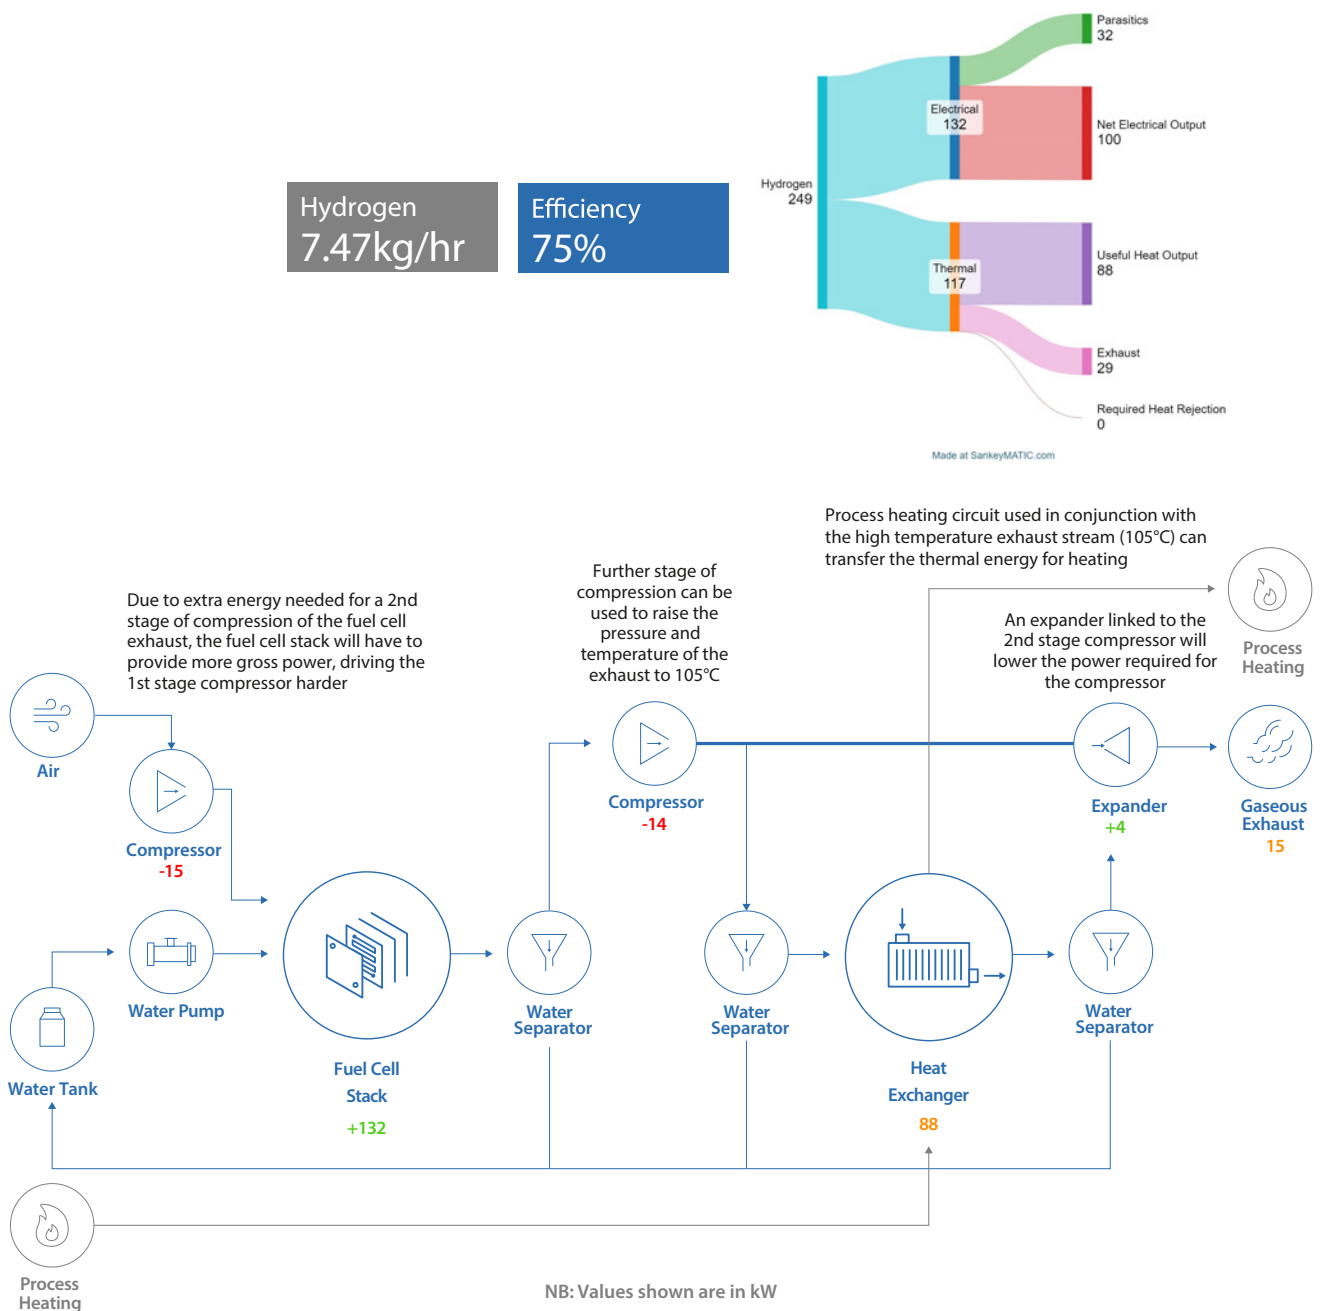 Parasitics
32
Electrical
132
Net Electrical Output
100
Hydrogen
249
Thermal
117
Useful Heat Output
88
Exhaust
29
Required Heat Rejection
0
Made at SankeyMATIC.com
Hydrogen
7.47kg/hr
Efficiency
75%
Process heating circuit used in conjunction with
the high temperature exhaust stream (105°C) can
transfer the thermal energy for heating
Further stage of
compression can be
used to raise the
pressure and
temperature of the
exhaust to 105°C
Due to extra energy needed for a 2nd
stage of compression of the fuel cell
exhaust, the fuel cell stack will have to
provide more gross power, driving the
1st stage compressor harder
An expander linked to the
2nd stage compressor will
lower the power required for
the compressor
Process
Heating
Air
Compressor
-15
Compressor
-14
Expander
+4
Gaseous
Exhaust
15
Water Pump
Water Tank
Fuel Cell
Stack
+132
Water
Separator
Water
Separator
Heat
Exchanger
88
Water
Separator
Process
Heating
NB: Values shown are in kW